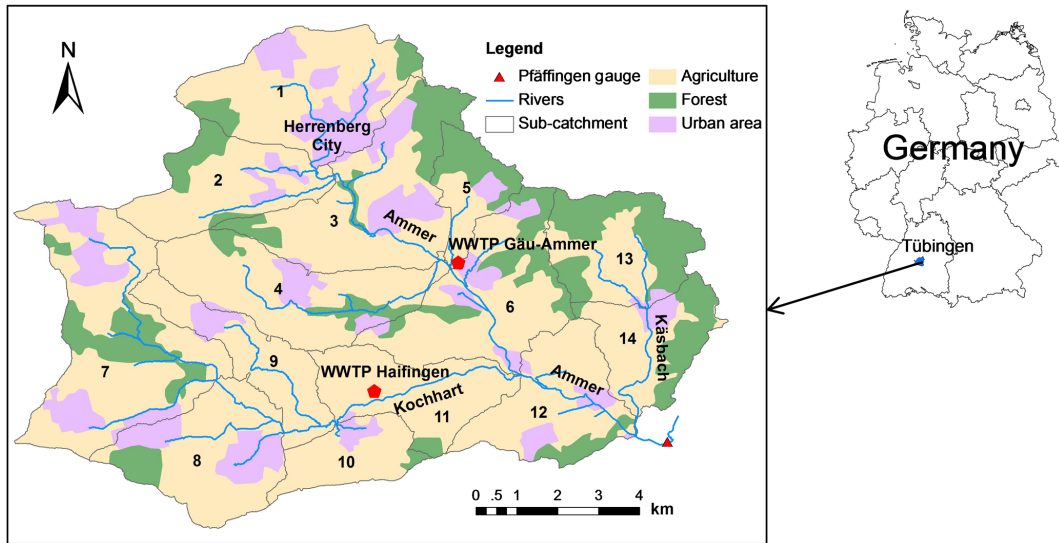 N
Legend
Pfäffingen gauge
Rivers
Sub-catchment
Agriculture
Forest
Urban area
1
Herrenberg
City
2
3
Ammer
5
WWTP Gäu-Ammer
13
4
6
Käsbach
14
7
9
WWTP Haifingen
Kochhart
Ammer
11
12
8
10
0 .5 1 2 3 4
km
Germany
Tübingen